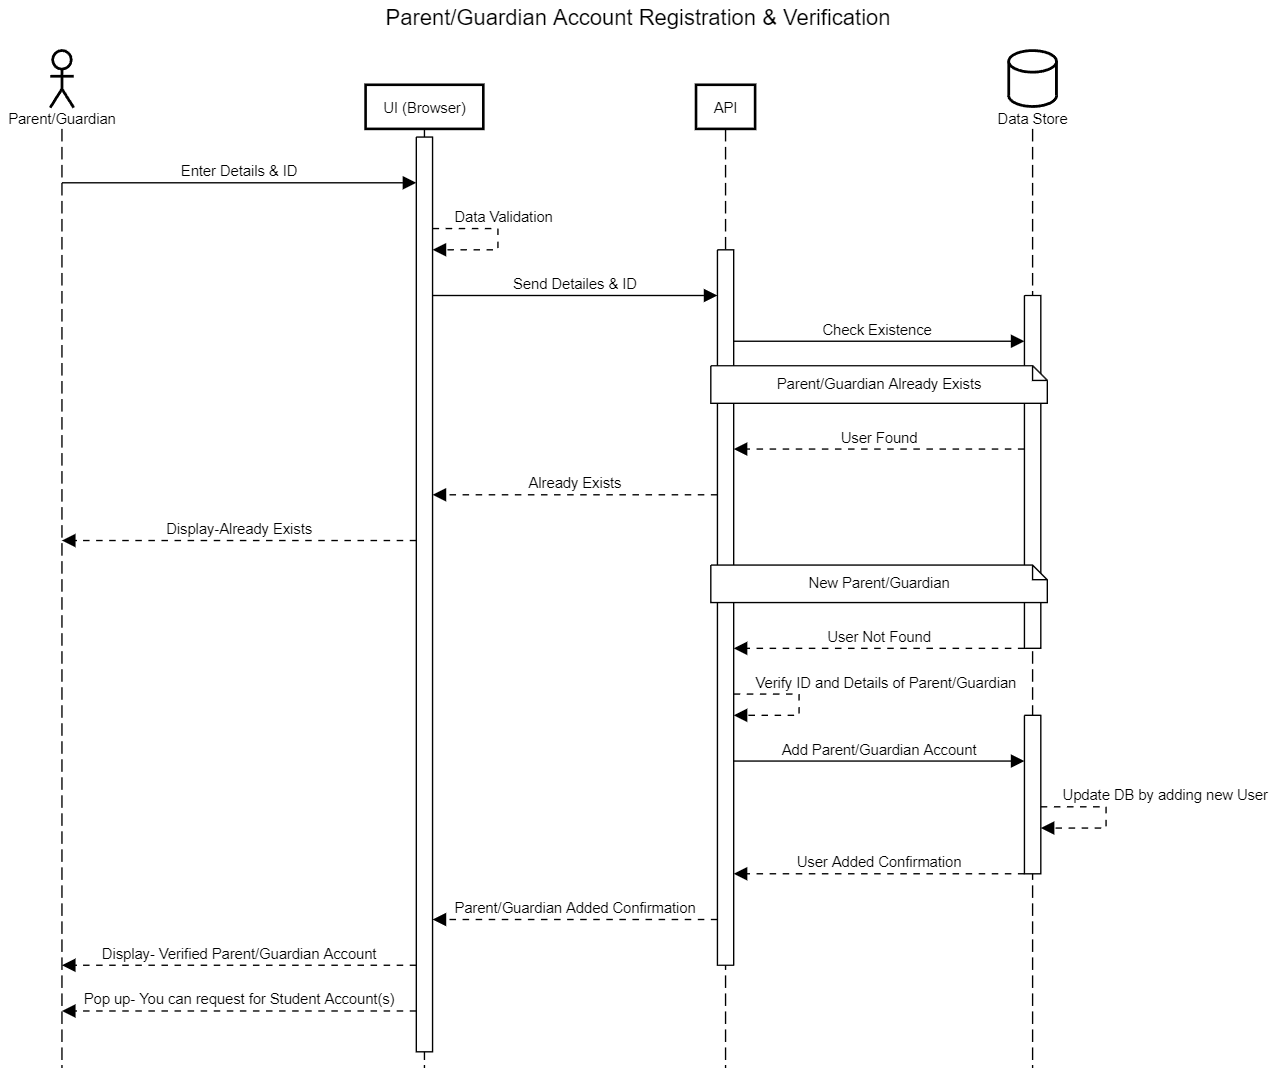 Parent/Guardian Account Registration & Verification
Parent/Guardian
UI (Browser)
API
Data Store
Enter Details & ID
Data Validation
Send Detailes & ID
Check Existence
Parent/Guardian Already Exists
User Found
Already Exists
Display-Already Exists
New Parent/Guardian
User Not Found
Verify ID and Details of Parent/Guardian
Add Parent/Guardian Account
Update DB by adding new User
User Added Confirmation
Parent/Guardian Added Confirmation
Display- Verified Parent/Guardian Account
Pop up- You can request for Student Account(s)